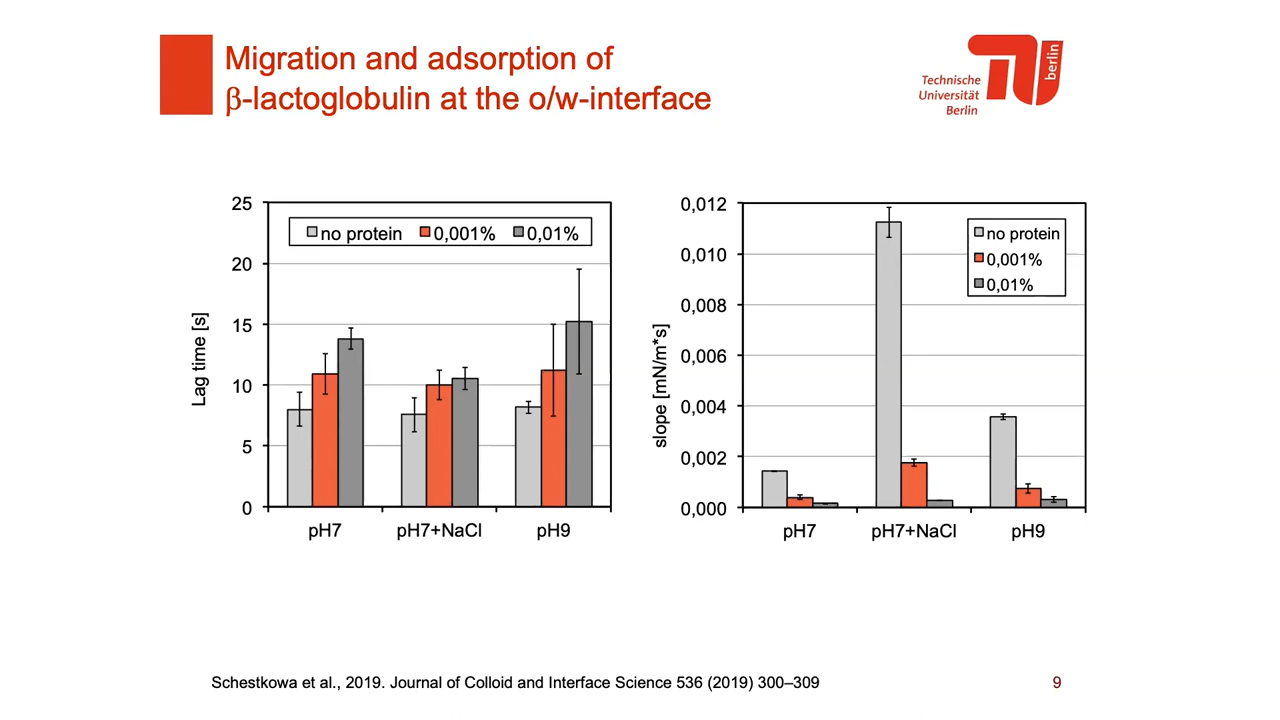 Migration and adsorption of
β-lactoglobulin at the o/w-interface
Technische
Universität
Berlin
berlin
Lag time [s]
25
20
15
10
5
0
no protein 0,001% 0,01%
pH7 pH7+NaCl pH9
slope [mN/m*s]
0,012
0,010
0,008
0,006
0,004
0,002
0,000
no protein
0,001%
0,01%
pH7 pH7+NaCl pH9
Schestkowa et al., 2019. Journal of Colloid and Interface Science 536 (2019) 300–309
9